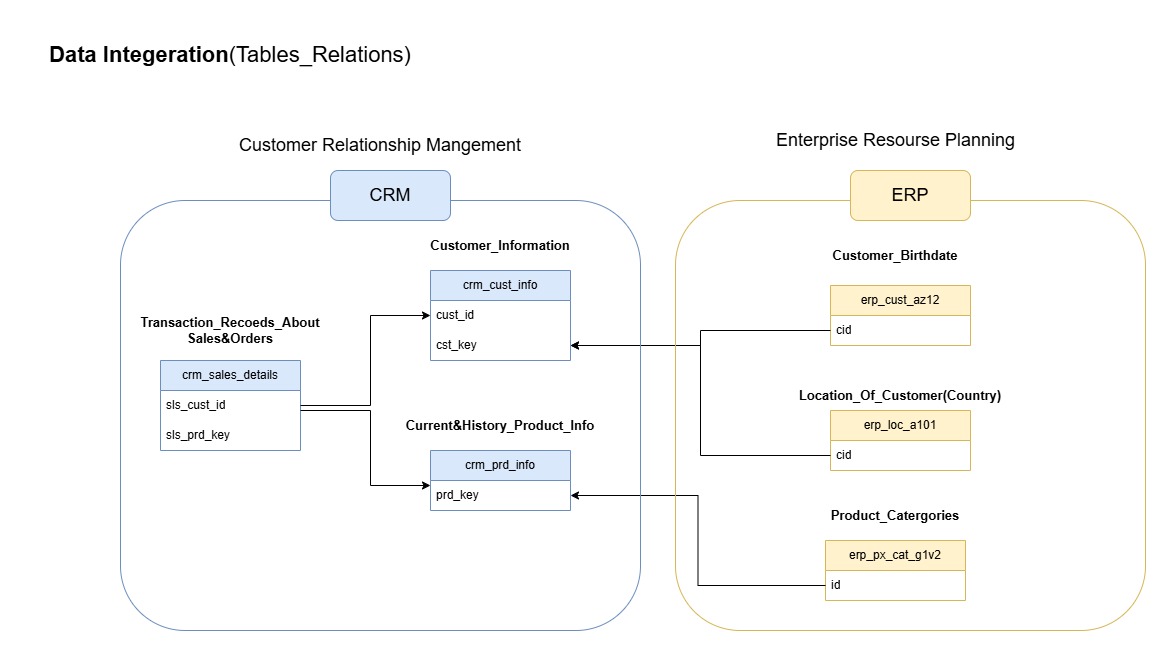 Data Integeration(Tables_Relations)
Customer Relationship Mangement
CRM
Customer_Information
crm_cust_info
cust_id
cst_key
Transaction_Recoeds_About
Sales&Orders
crm_sales_details
sls_cust_id
sls_prd_key
Current&History_Product_Info
crm_prd_info
prd_key
Enterprise Resourse Planning
ERP
Customer_Birthdate
erp_cust_az12
cid
Location_Of_Customer(Country)
erp_loc_a101
cid
Product_Catergories
erp_px_cat_g1v2
id